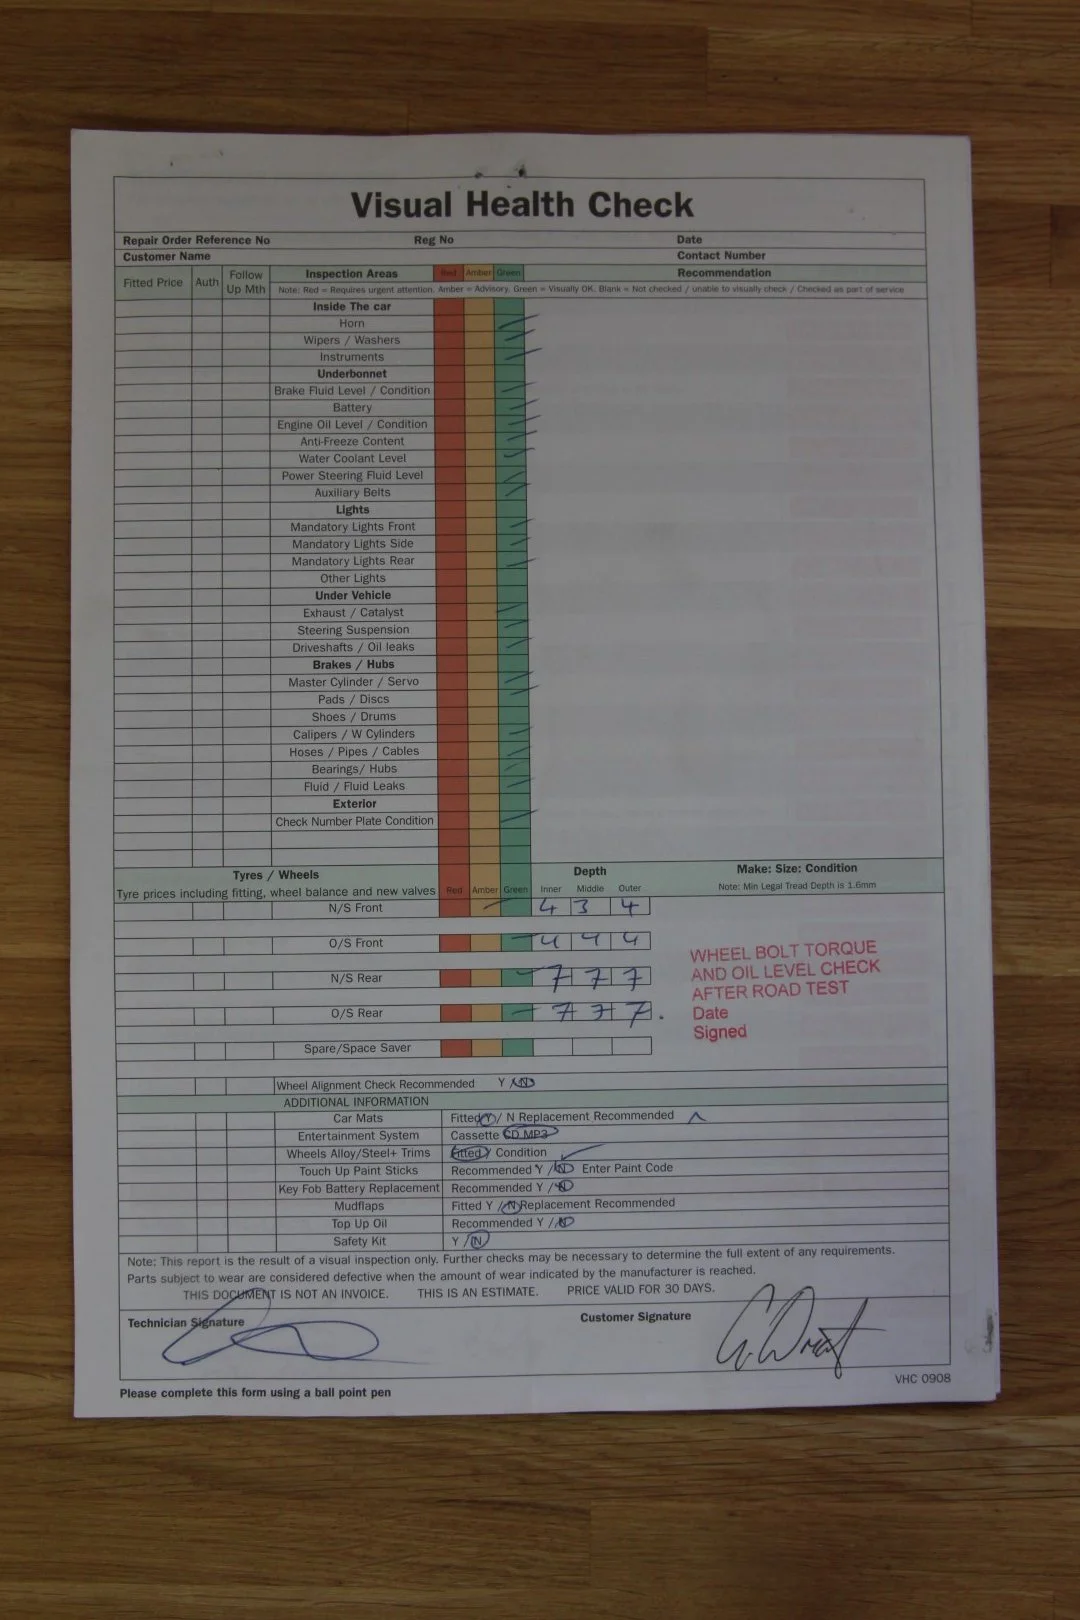 Visual Health Check
Repair Order Reference No Reg No Date
Customer Name Contact Number
Fitted Price Auth Follow Up Mth Inspection Areas Red Amber Green Recommendation
Note: Red = Requires urgent attention. Amber = Advisory. Green = Visually OK. Blank = Not checked / unable to visually check / Checked as part of service
Inside The car
Horn
Wipers / Washers
Instruments
Underbonnet
Brake Fluid Level / Condition
Battery
Engine Oil Level / Condition
Anti-Freeze Content
Water Coolant Level
Power Steering Fluid Level
Auxiliary Belts
Lights
Mandatory Lights Front
Mandatory Lights Side
Mandatory Lights Rear
Other Lights
Under Vehicle
Exhaust / Catalyst
Steering Suspension
Driveshafts / Oil leaks
Brakes / Hubs
Master Cylinder / Servo
Pads / Discs
Shoes / Drums
Calipers / W Cylinders
Hoses / Pipes / Cables
Bearings/ Hubs
Fluid / Fluid Leaks
Exterior
Check Number Plate Condition
Tyres / Wheels Depth Make: Size: Condition
Tyre prices including fitting, wheel balance and new valves Red Amber Green Inner Middle Outer Note: Min Legal Tread Depth is 1.6mm
N/S Front 4 3 4
O/S Front 4 4 4
N/S Rear 7 7 7
O/S Rear 7 7 7.
WHEEL BOLT TORQUE
AND OIL LEVEL CHECK
AFTER ROAD TEST
Date
Signed
Spare/Space Saver
Wheel Alignment Check Recommended Y / N
ADDITIONAL INFORMATION
Car Mats Fitted Y / N Replacement Recommended
Entertainment System Cassette CD MP3
Wheels Alloy/Steel+ Trims Fitted Y Condition
Touch Up Paint Sticks Recommended Y / N Enter Paint Code
Key Fob Battery Replacement Recommended Y / N
Mudflaps Fitted Y / N Replacement Recommended
Top Up Oil Recommended Y / N
Safety Kit Y / N
Note: This report is the result of a visual inspection only. Further checks may be necessary to determine the full extent of any requirements.
Parts subject to wear are considered defective when the amount of wear indicated by the manufacturer is reached.
THIS DOCUMENT IS NOT AN INVOICE. THIS IS AN ESTIMATE. PRICE VALID FOR 30 DAYS.
Technician Signature Customer Signature
VHC 0908
Please complete this form using a ball point pen